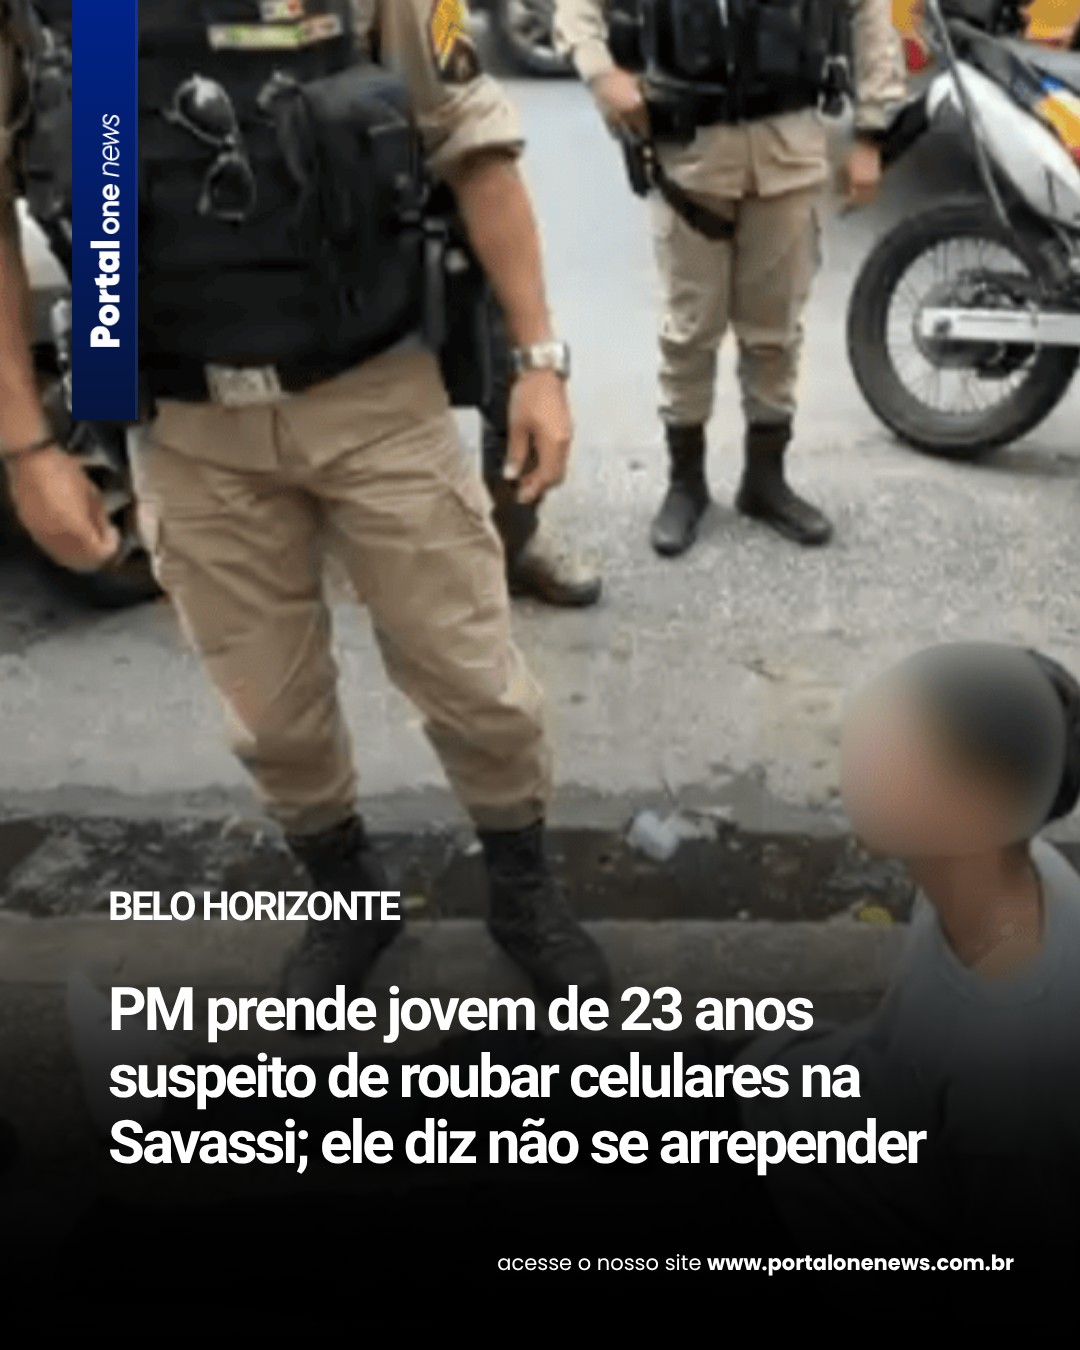 Portal one news
BELO HORIZONTE
PM prende jovem de 23 anos
suspeito de roubar celulares na
Savassi; ele diz não se arrepender
acesse o nosso site www.portalonenews.com.br